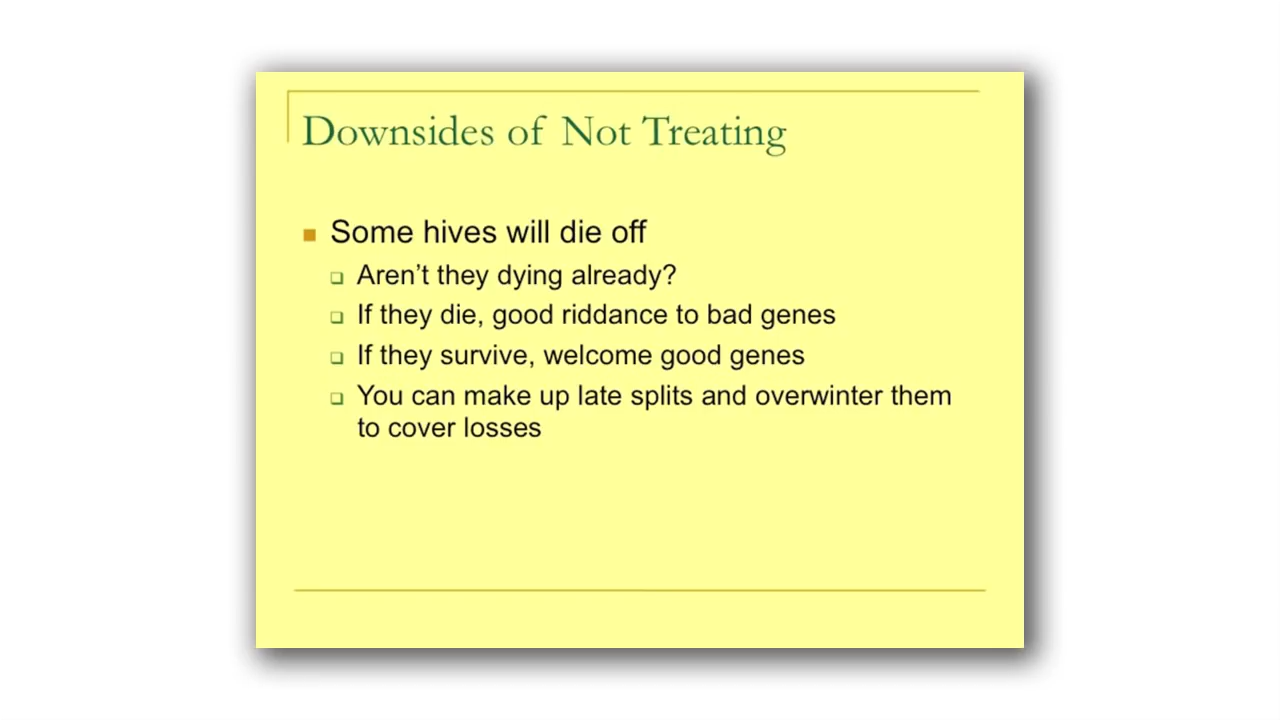 Downsides of Not Treating
Some hives will die off
Aren't they dying already?
If they die, good riddance to bad genes
If they survive, welcome good genes
You can make up late splits and overwinter them
to cover losses